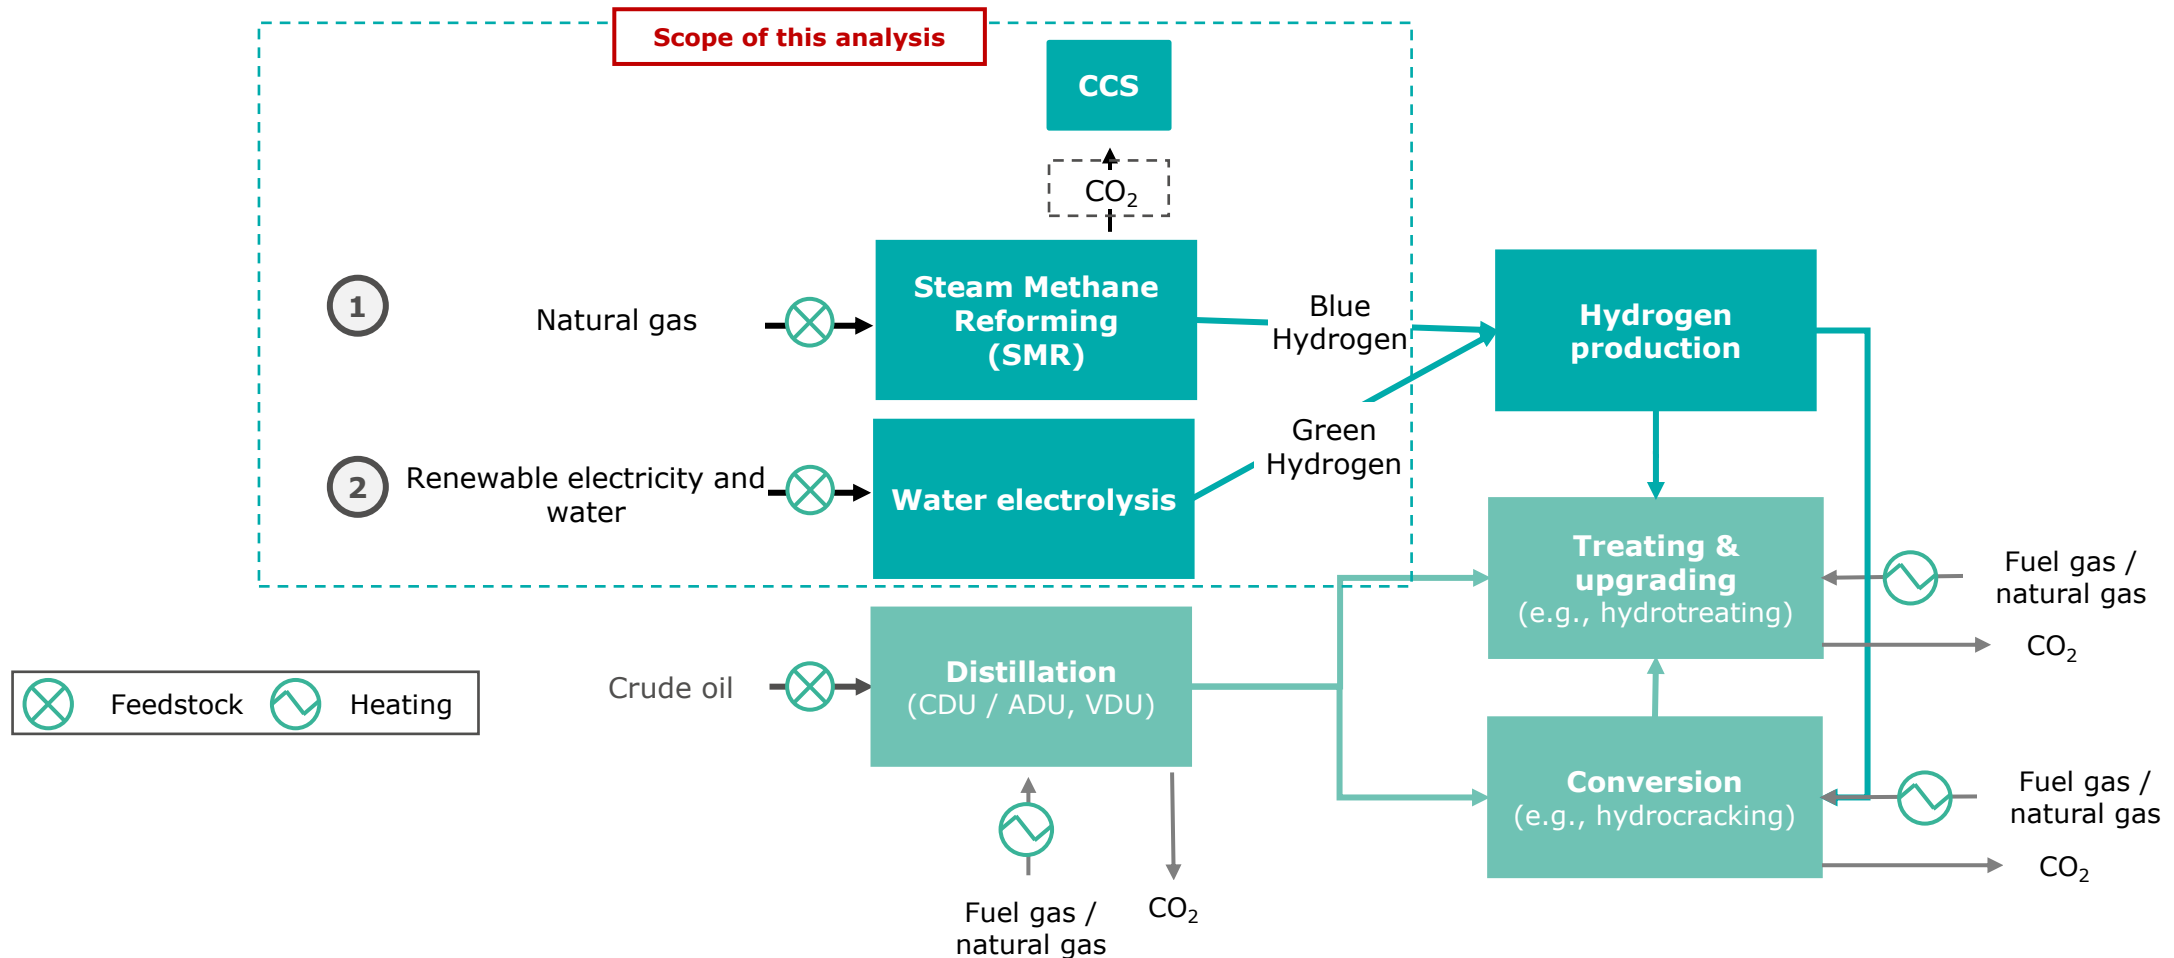 Scope of this analysis
CCS
CO₂
1
Natural gas
Steam Methane
Reforming
(SMR)
Blue
Hydrogen
Hydrogen
production
2
Renewable electricity and
water
Water electrolysis
Green
Hydrogen
Treating &
upgrading
(e.g., hydrotreating)
Fuel gas /
natural gas
CO₂
Feedstock
Heating
Crude oil
Distillation
(CDU / ADU, VDU)
Conversion
(e.g., hydrocracking)
Fuel gas /
natural gas
CO₂
Fuel gas /
natural gas
CO₂